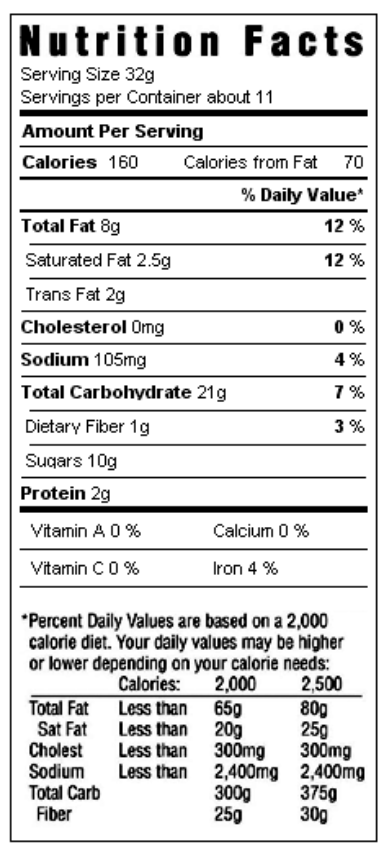 Nutrition Facts
Serving Size 32g
Servings per Container about 11
Amount Per Serving
Calories 160 Calories from Fat 70
% Daily Value*
Total Fat 8g 12 %
Saturated Fat 2.5g 12 %
Trans Fat 2g
Cholesterol 0mg 0 %
Sodium 105mg 4 %
Total Carbohydrate 21g 7 %
Dietary Fiber 1g 3 %
Sugars 10g
Protein 2g
Vitamin A 0 % Calcium 0 %
Vitamin C 0 % Iron 4 %
*Percent Daily Values are based on a 2,000
calorie diet. Your daily values may be higher
or lower depending on your calorie needs:
Calories: 2,000 2,500
Total Fat Less than 65g 80g
Sat Fat Less than 20g 25g
Cholest Less than 300mg 300mg
Sodium Less than 2,400mg 2,400mg
Total Carb 300g 375g
Fiber 25g 30g